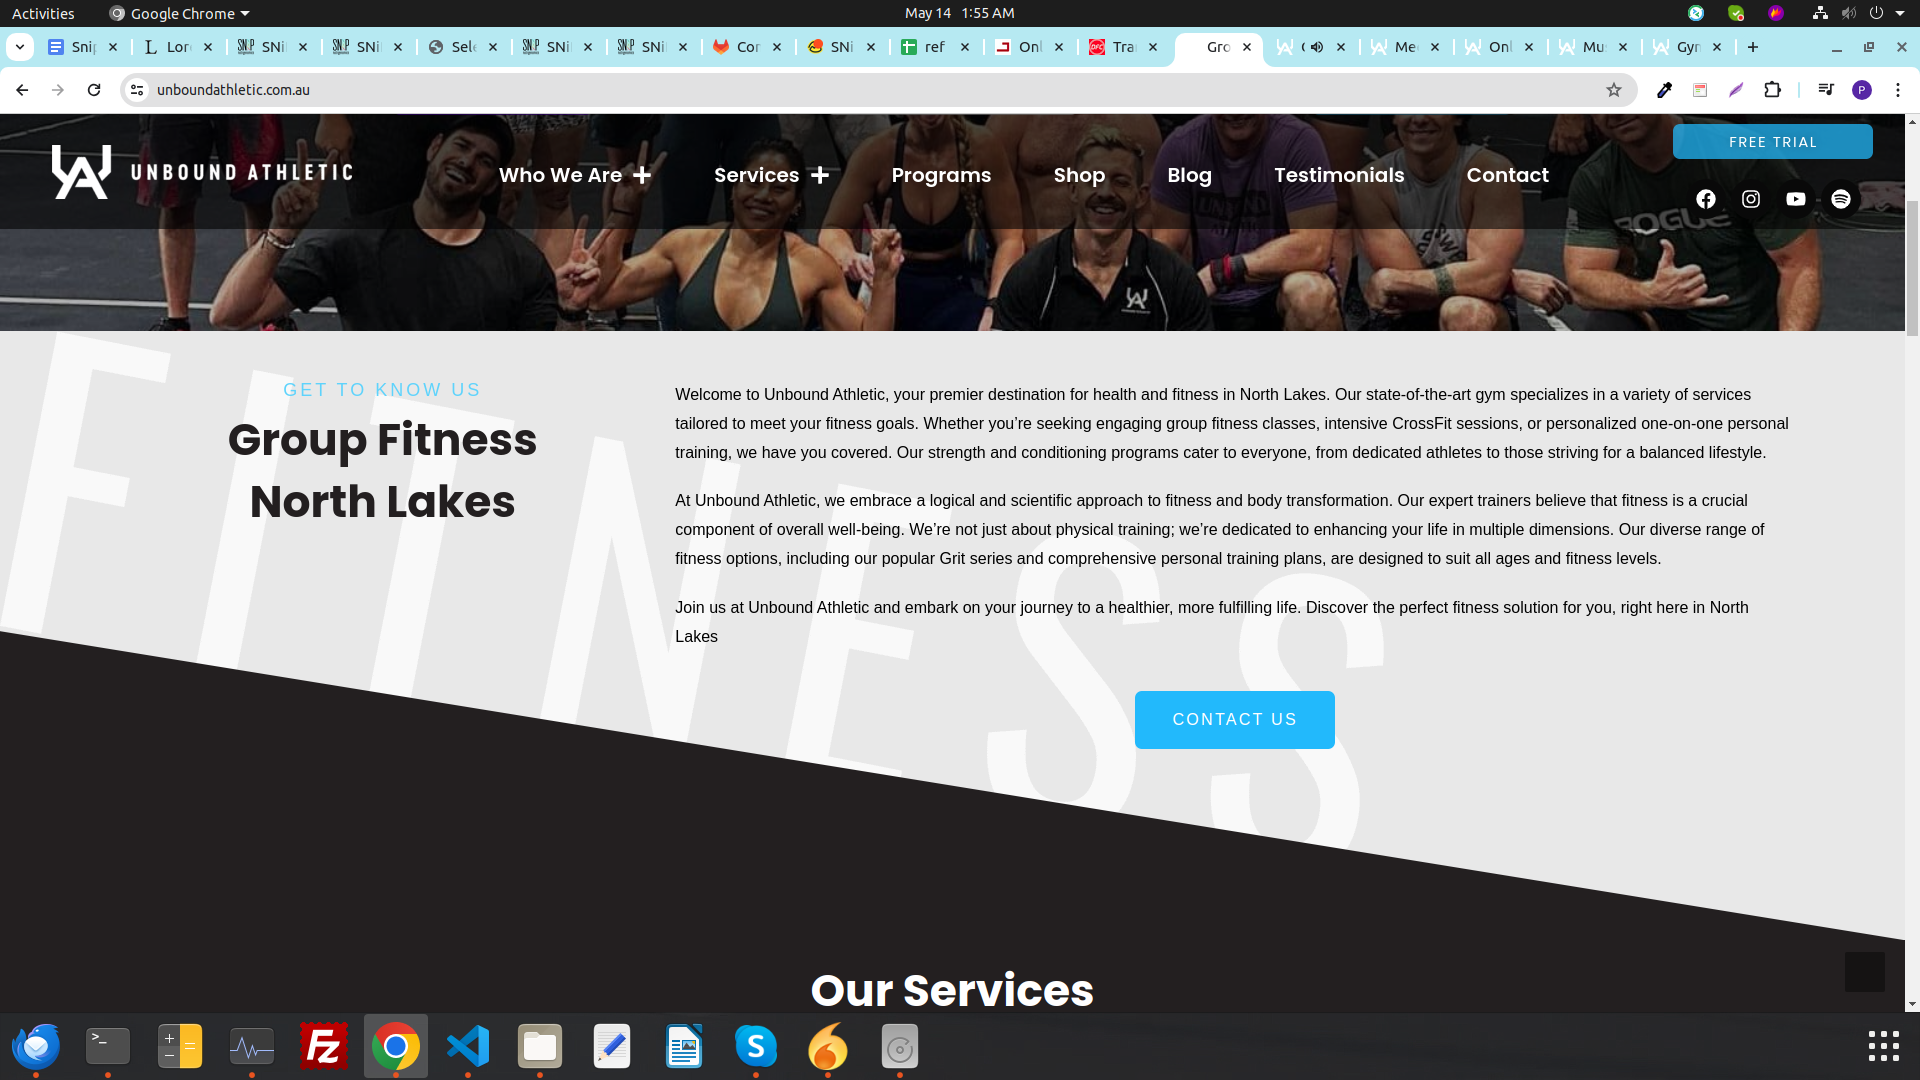 Activities
Google Chrome
May 14 1:55 AM
Snip
Lor
SNi
SNi
Sele
SNi
SNi
Cor
SNi
ref
Onl
Tra
Gro
Me
Onl
Mu
Gyn
unboundathletic.com.au
P
UNBOUND ATHLETIC
Who We Are +
Services +
Programs
Shop
Blog
Testimonials
Contact
FREE TRIAL
ROGUE
GET TO KNOW US
Group Fitness
North Lakes
FITNESS
Welcome to Unbound Athletic, your premier destination for health and fitness in North Lakes. Our state-of-the-art gym specializes in a variety of services
tailored to meet your fitness goals. Whether you’re seeking engaging group fitness classes, intensive CrossFit sessions, or personalized one-on-one personal
training, we have you covered. Our strength and conditioning programs cater to everyone, from dedicated athletes to those striving for a balanced lifestyle.
At Unbound Athletic, we embrace a logical and scientific approach to fitness and body transformation. Our expert trainers believe that fitness is a crucial
component of overall well-being. We’re not just about physical training; we’re dedicated to enhancing your life in multiple dimensions. Our diverse range of
fitness options, including our popular Grit series and comprehensive personal training plans, are designed to suit all ages and fitness levels.
Join us at Unbound Athletic and embark on your journey to a healthier, more fulfilling life. Discover the perfect fitness solution for you, right here in North
Lakes
CONTACT US
Our Services